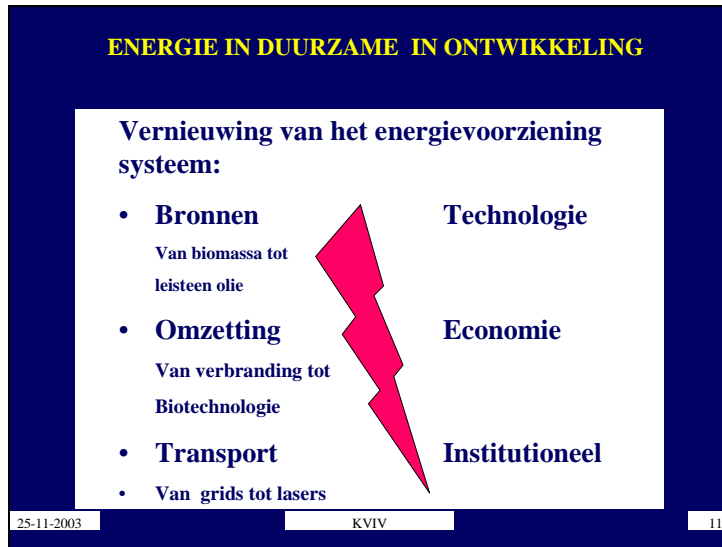 ENERGIE IN DUURZAME  IN ONTWIKKELING
Vernieuwing van het energievoorziening
systeem:
• Bronnen Technologie
Van biomassa tot
leisteen olie
• Omzetting Economie
Van verbranding tot
Biotechnologie
• Transport Institutioneel
• Van  grids tot lasers
25-11-2003 KVIV 11